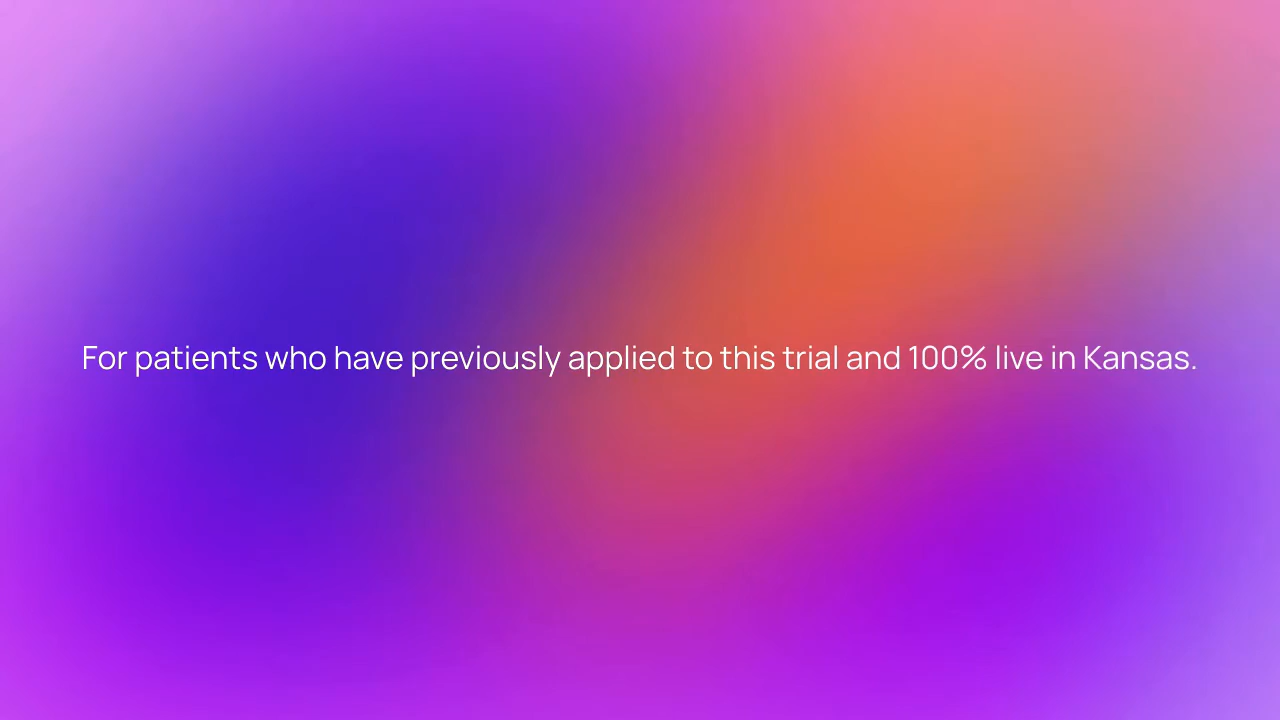 For patients who have previously applied to this trial and 100% live in Kansas.